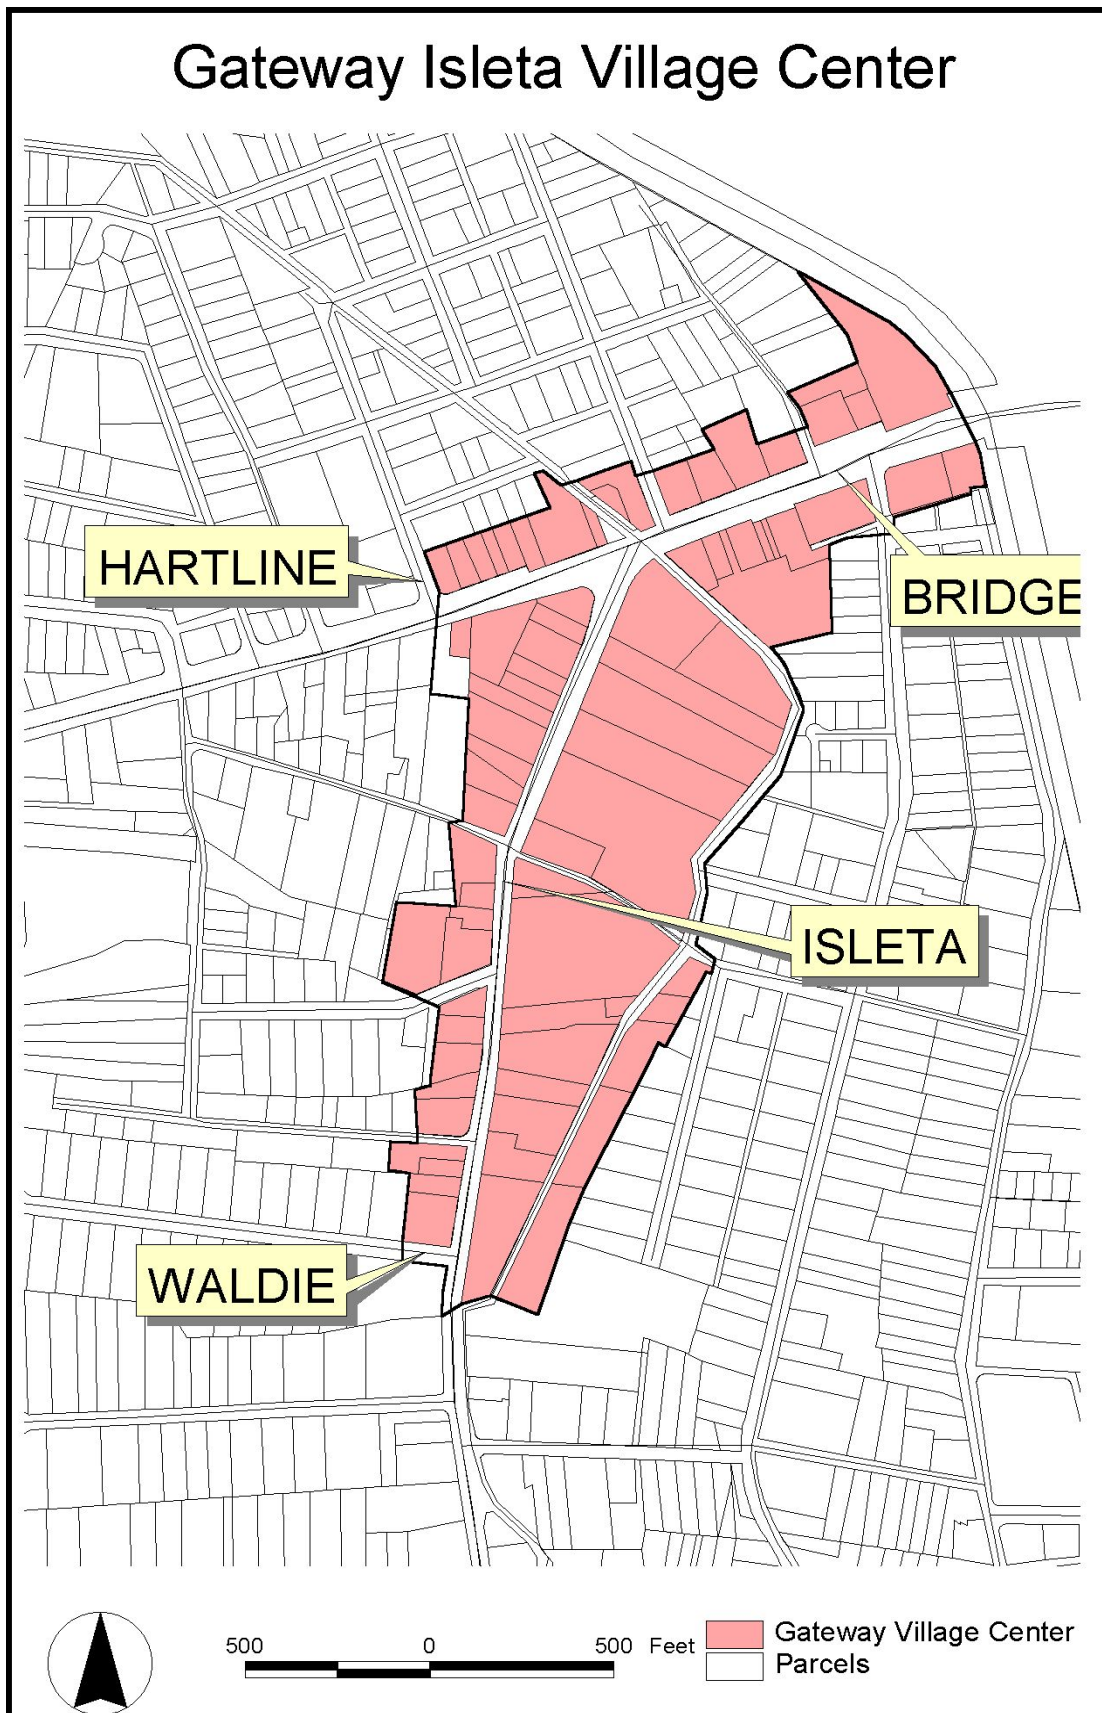 Gateway Isleta Village Center
HARTLINE
BRIDGE
ISLETA
WALDIE
500 0 500 Feet
Gateway Village Center
Parcels